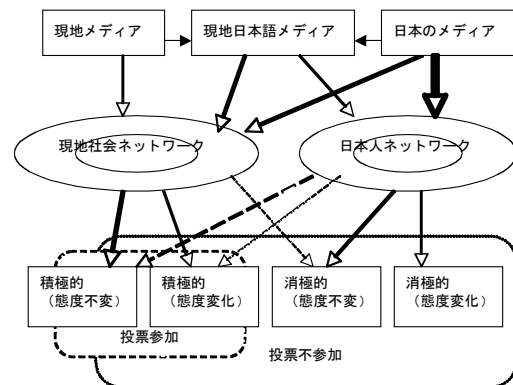 現地メディア
現地日本語メディア
日本のメディア
現地社会ネットワーク
日本人ネットワーク
積極的
（態度不変）
積極的
（態度変化）
消極的
（態度不変）
消極的
（態度変化）
投票参加
投票不参加